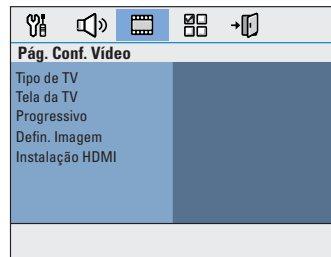 Pág. Conf. Vídeo
Tipo de TV
Tela da TV
Progressivo
Defin. Imagem
Instalação HDMI